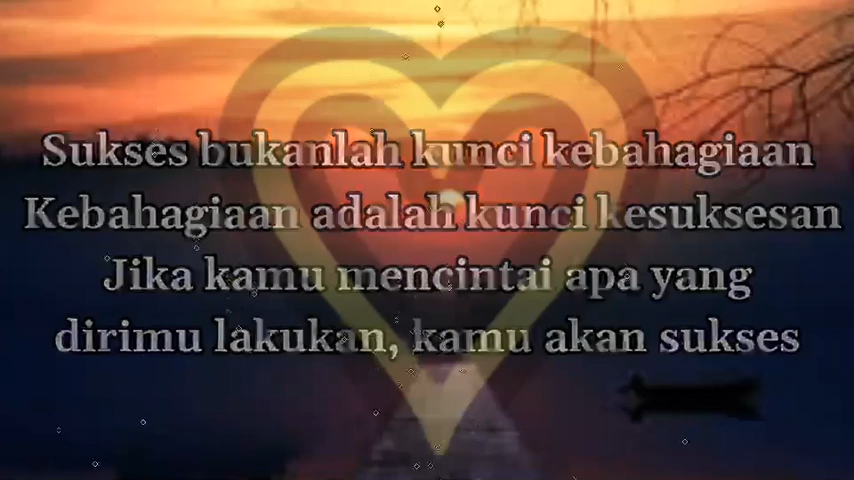 Sukses bukanlah kunci kebahagiaan
Kebahagiaan adalah kunci kesuksesan
Jika kamu mencintai apa yang
dirimu lakukan, kamu akan sukses